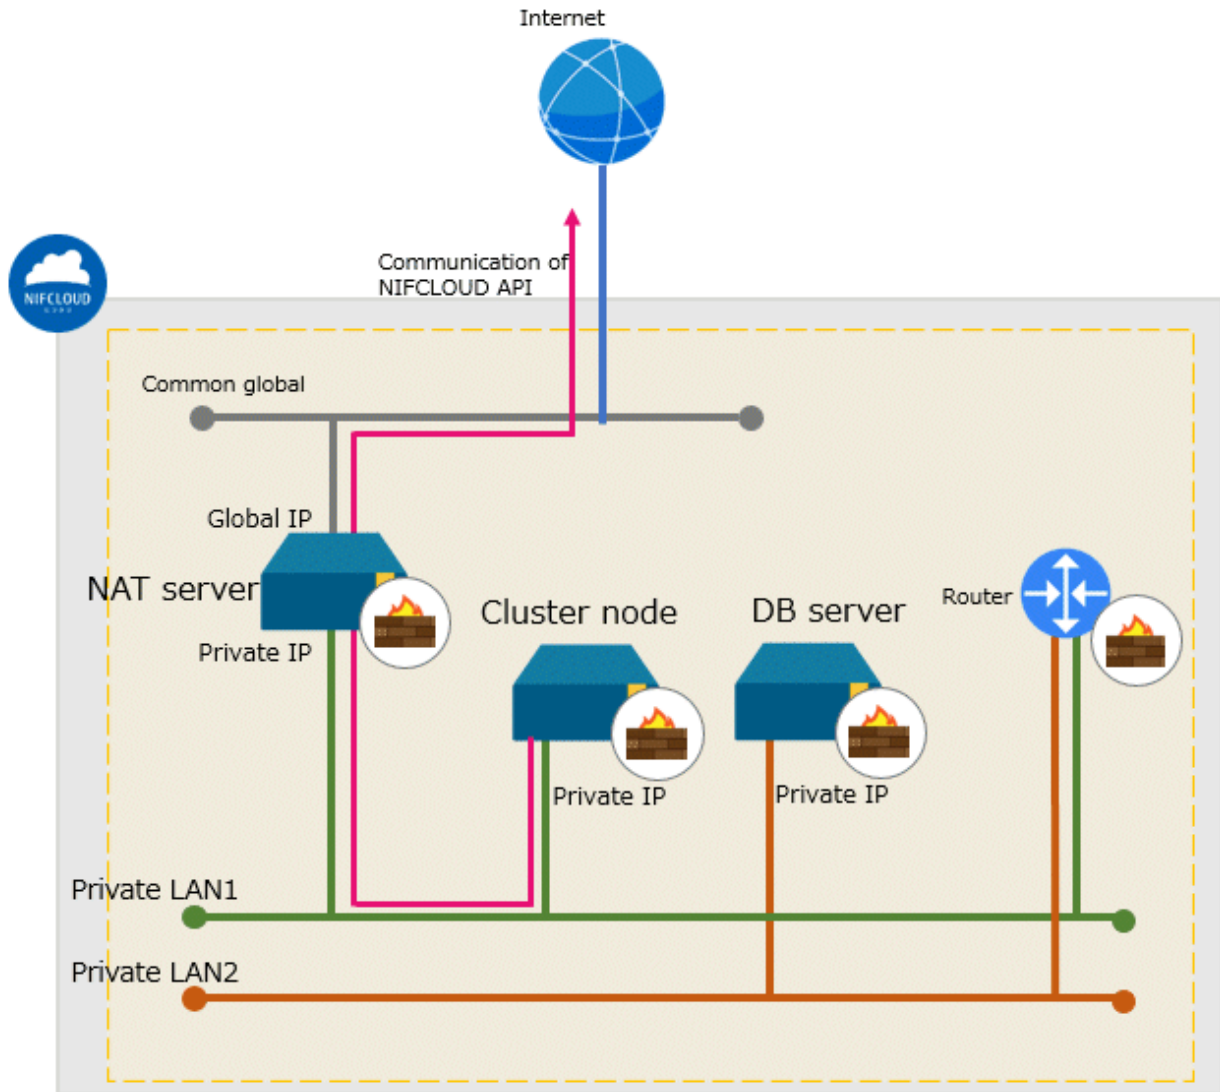 Internet
Communication of
NIFCLOUD API
NIFCLOUD
Common global
Global IP
NAT server
Private IP
Cluster node
DB server
Router
Private IP
Private IP
Private LAN1
Private LAN2